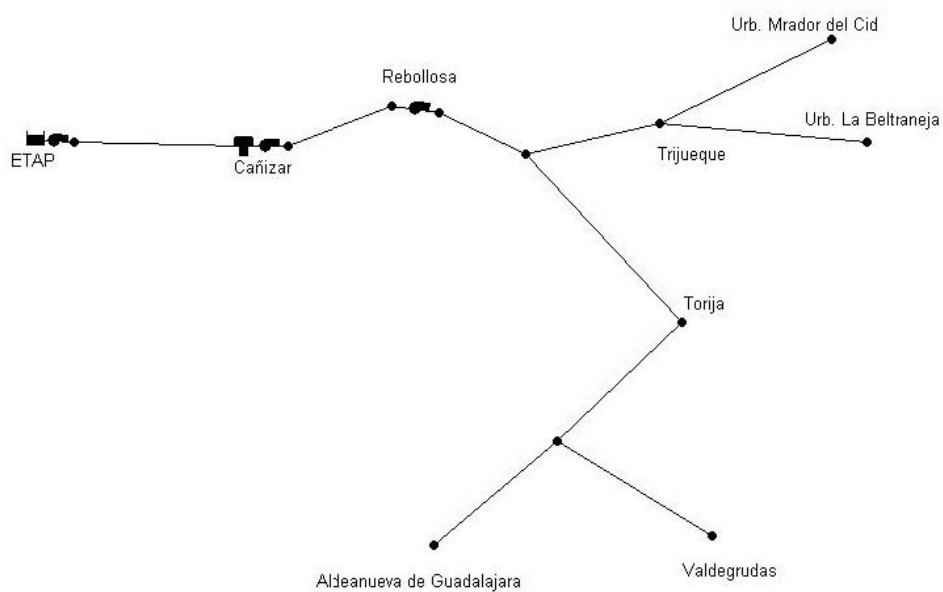 Urb. Mrador del Cid
Rebollosa
Urb. La Beltraneja
ETAP
Cañizar
Trijueque
Torija
Aldeanueva de Guadalajara
Valdegrudas